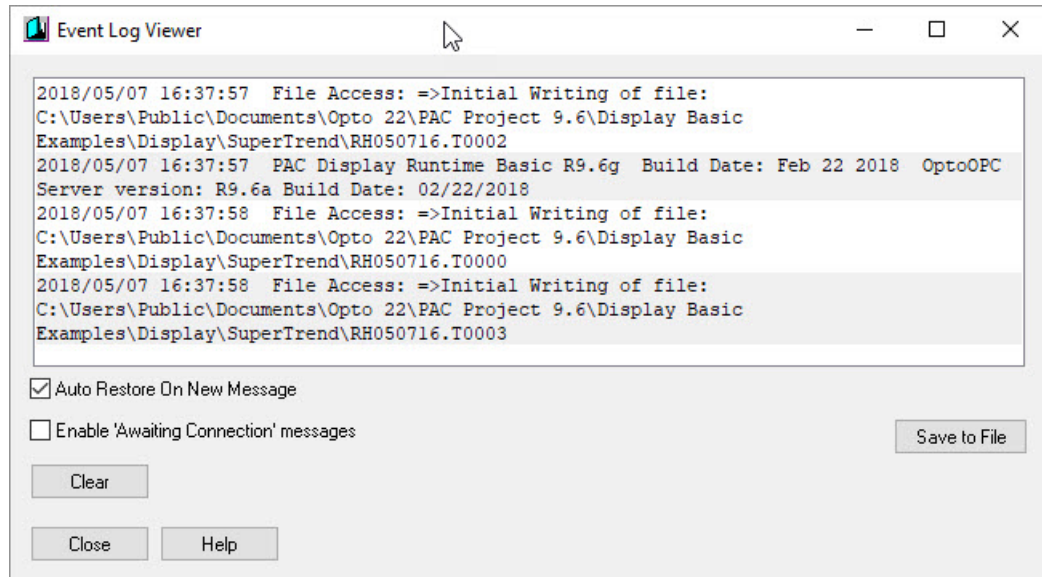 Event Log Viewer
2018/05/07 16:37:57  File Access: =>Initial Writing of file:
C:\Users\Public\Documents\Opto 22\PAC Project 9.6\Display Basic
Examples\Display\SuperTrend\RH050716.T0002
2018/05/07 16:37:57  PAC Display Runtime Basic R9.6g  Build Date: Feb 22 2018  OptoOPC
Server version: R9.6a Build Date: 02/22/2018
2018/05/07 16:37:58  File Access: =>Initial Writing of file:
C:\Users\Public\Documents\Opto 22\PAC Project 9.6\Display Basic
Examples\Display\SuperTrend\RH050716.T0000
2018/05/07 16:37:58  File Access: =>Initial Writing of file:
C:\Users\Public\Documents\Opto 22\PAC Project 9.6\Display Basic
Examples\Display\SuperTrend\RH050716.T0003
Auto Restore On New Message
Enable 'Awaiting Connection' messages
Save to File
Clear
Close
Help